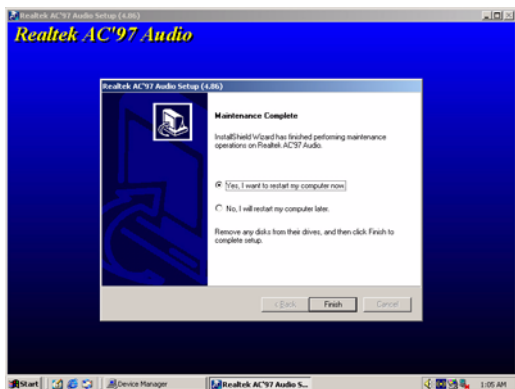 Realtek AC'97 Audio Setup (4.86)
Realtek AC'97 Audio
Realtek AC'97 Audio Setup (4.86)
Maintenance Complete
InstallShield Wizard has finished performing maintenance
operations on Realtek AC'97 Audio.
Yes, I want to restart my computer now.
No, I will restart my computer later.
Remove any disks from their drives, and then click Finish to
complete setup.
< Back
Finish
Cancel
Start
Device Manager
Realtek AC'97 Audio S...
1:05 AM